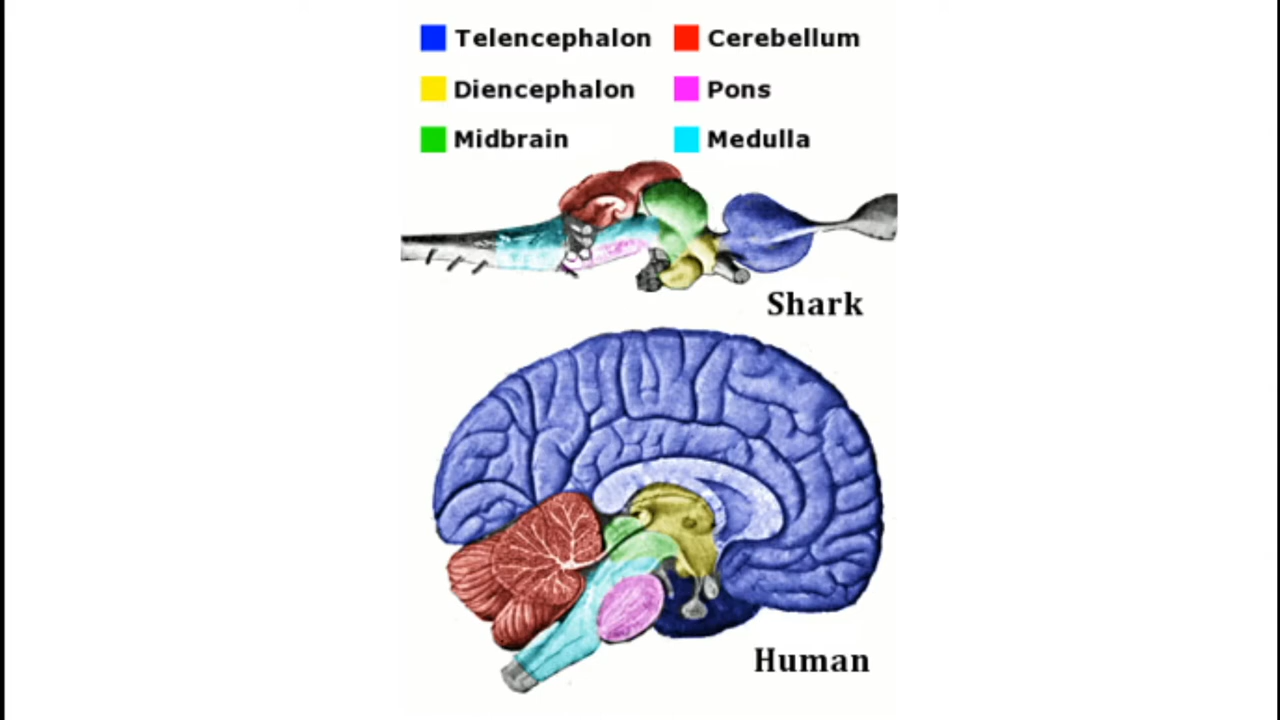 Telencephalon Cerebellum
Diencephalon Pons
Midbrain Medulla
Shark
Human